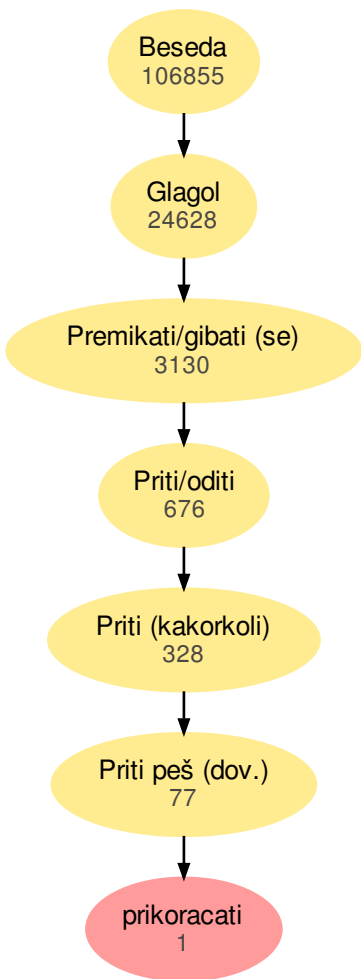 Beseda
106855
Glagol
24628
Premikati/gibati (se)
3130
Priti/oditi
676
Priti (kakorkoli)
328
Priti peš (dov.)
77
prikoracati
1